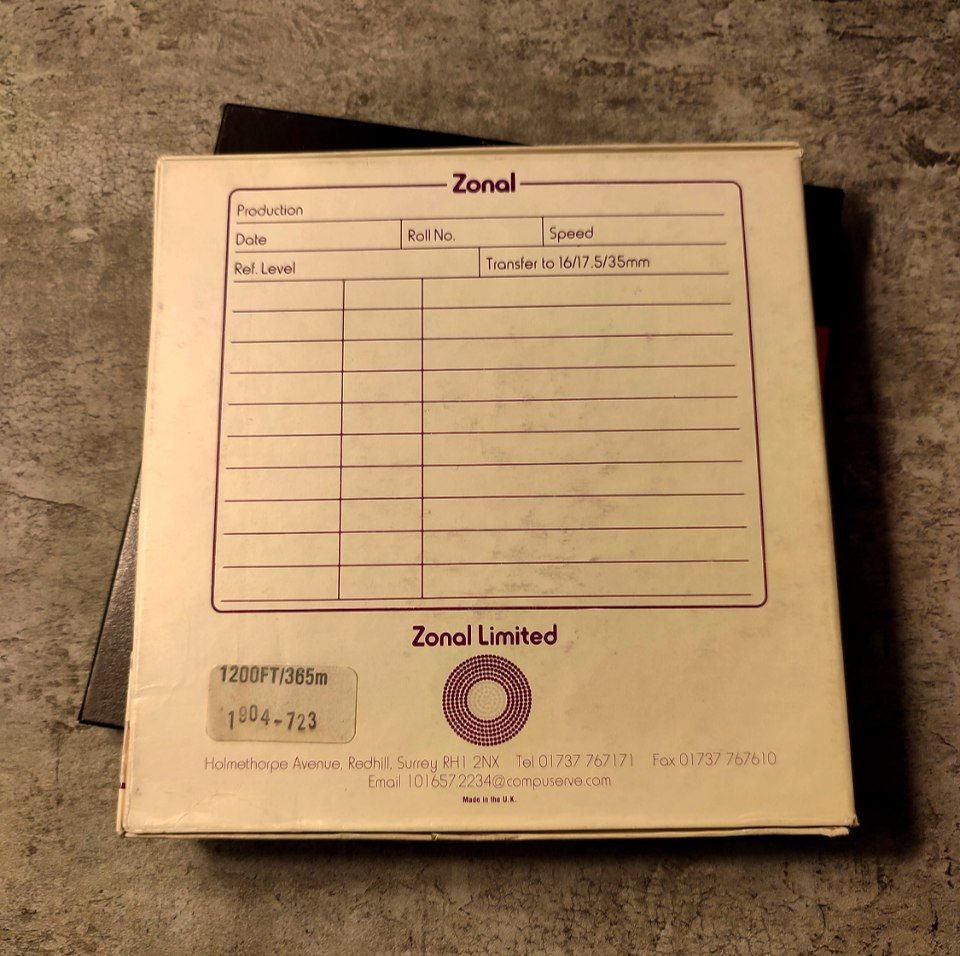 Zonal
Production
Date Roll No. Speed
Ref. Level Transfer to 16/17.5/35mm
Zonal Limited
1200FT/365m
1904-723
Holmethorpe Avenue, Redhill, Surrey RH1 2NX Tel 01737 767171 Fax 01737 767610
Email 101657.2234@compuserve.com
Made in the U.K.